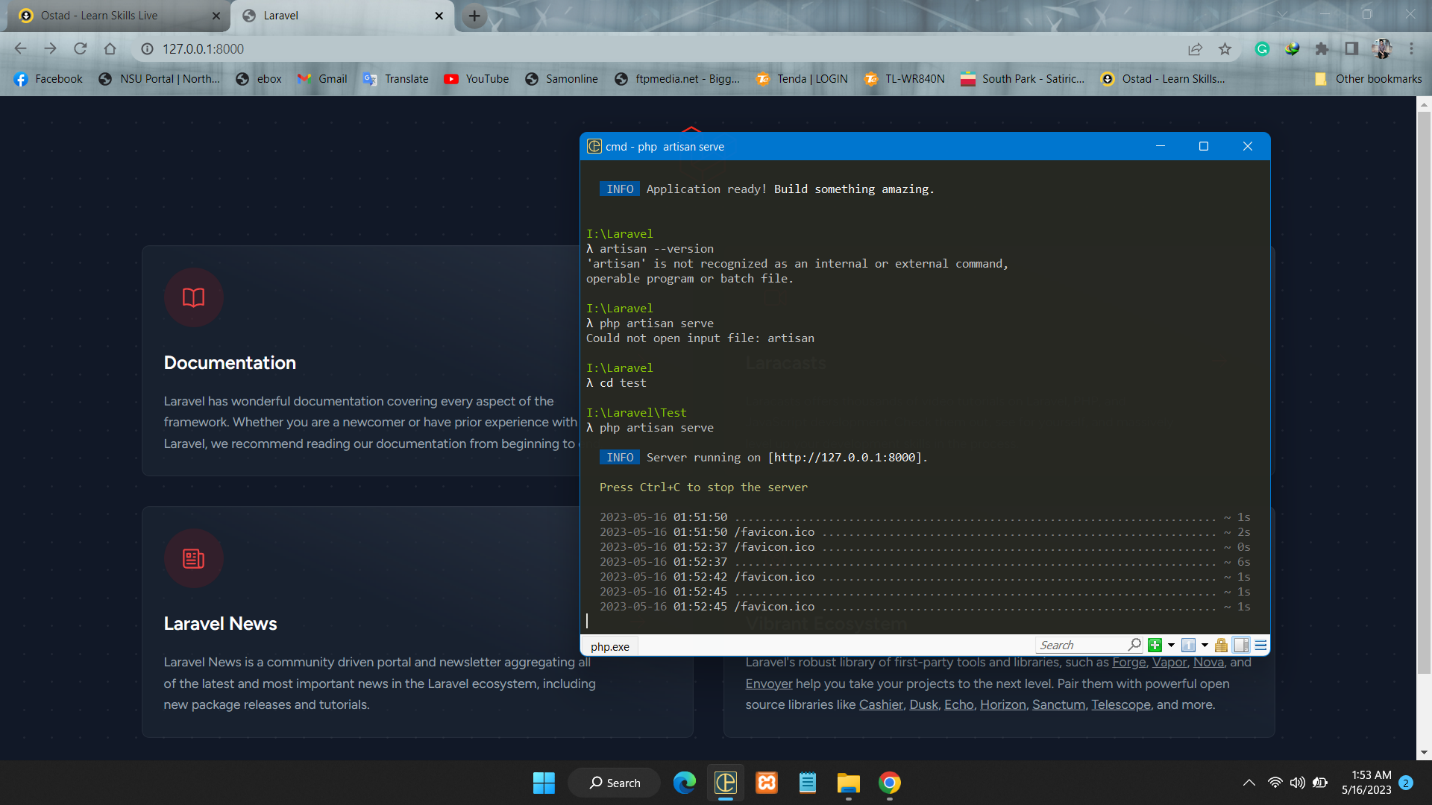 Ostad - Learn Skills Live
Laravel
127.0.0.1:8000
Facebook
NSU Portal | North...
ebox
Gmail
Translate
YouTube
Samonline
ftpmedia.net - Bigg...
Tenda | LOGIN
TL-WR840N
South Park - Satiric...
Ostad - Learn Skills...
Other bookmarks
Documentation
Laravel has wonderful documentation covering every aspect of the
framework. Whether you are a newcomer or have prior experience with
Laravel, we recommend reading our documentation from beginning to
Laravel News
Laravel News is a community driven portal and newsletter aggregating all
of the latest and most important news in the Laravel ecosystem, including
new package releases and tutorials.
cmd - php  artisan serve
INFO Application ready! Build something amazing.
I:\Laravel
λ artisan --version
'artisan' is not recognized as an internal or external command,
operable program or batch file.
I:\Laravel
λ php artisan serve
Could not open input file: artisan
Laracasts
I:\Laravel
λ cd test
I:\Laravel\Test
λ php artisan serve
INFO Server running on [http://127.0.0.1:8000].
Press Ctrl+C to stop the server
2023-05-16 01:51:50 ........................................................................ ~ 1s
2023-05-16 01:51:50 /favicon.ico ........................................................... ~ 2s
2023-05-16 01:52:37 /favicon.ico ........................................................... ~ 0s
2023-05-16 01:52:37 ........................................................................ ~ 6s
2023-05-16 01:52:42 /favicon.ico ........................................................... ~ 1s
2023-05-16 01:52:45 ........................................................................ ~ 1s
2023-05-16 01:52:45 /favicon.ico ........................................................... ~ 1s
Vibrant Ecosystem
php.exe
Search
Laravel's robust library of first-party tools and libraries, such as Forge, Vapor, Nova, and
Envoyer help you take your projects to the next level. Pair them with powerful open
source libraries like Cashier, Dusk, Echo, Horizon, Sanctum, Telescope, and more.
Search
1:53 AM
5/16/2023
2